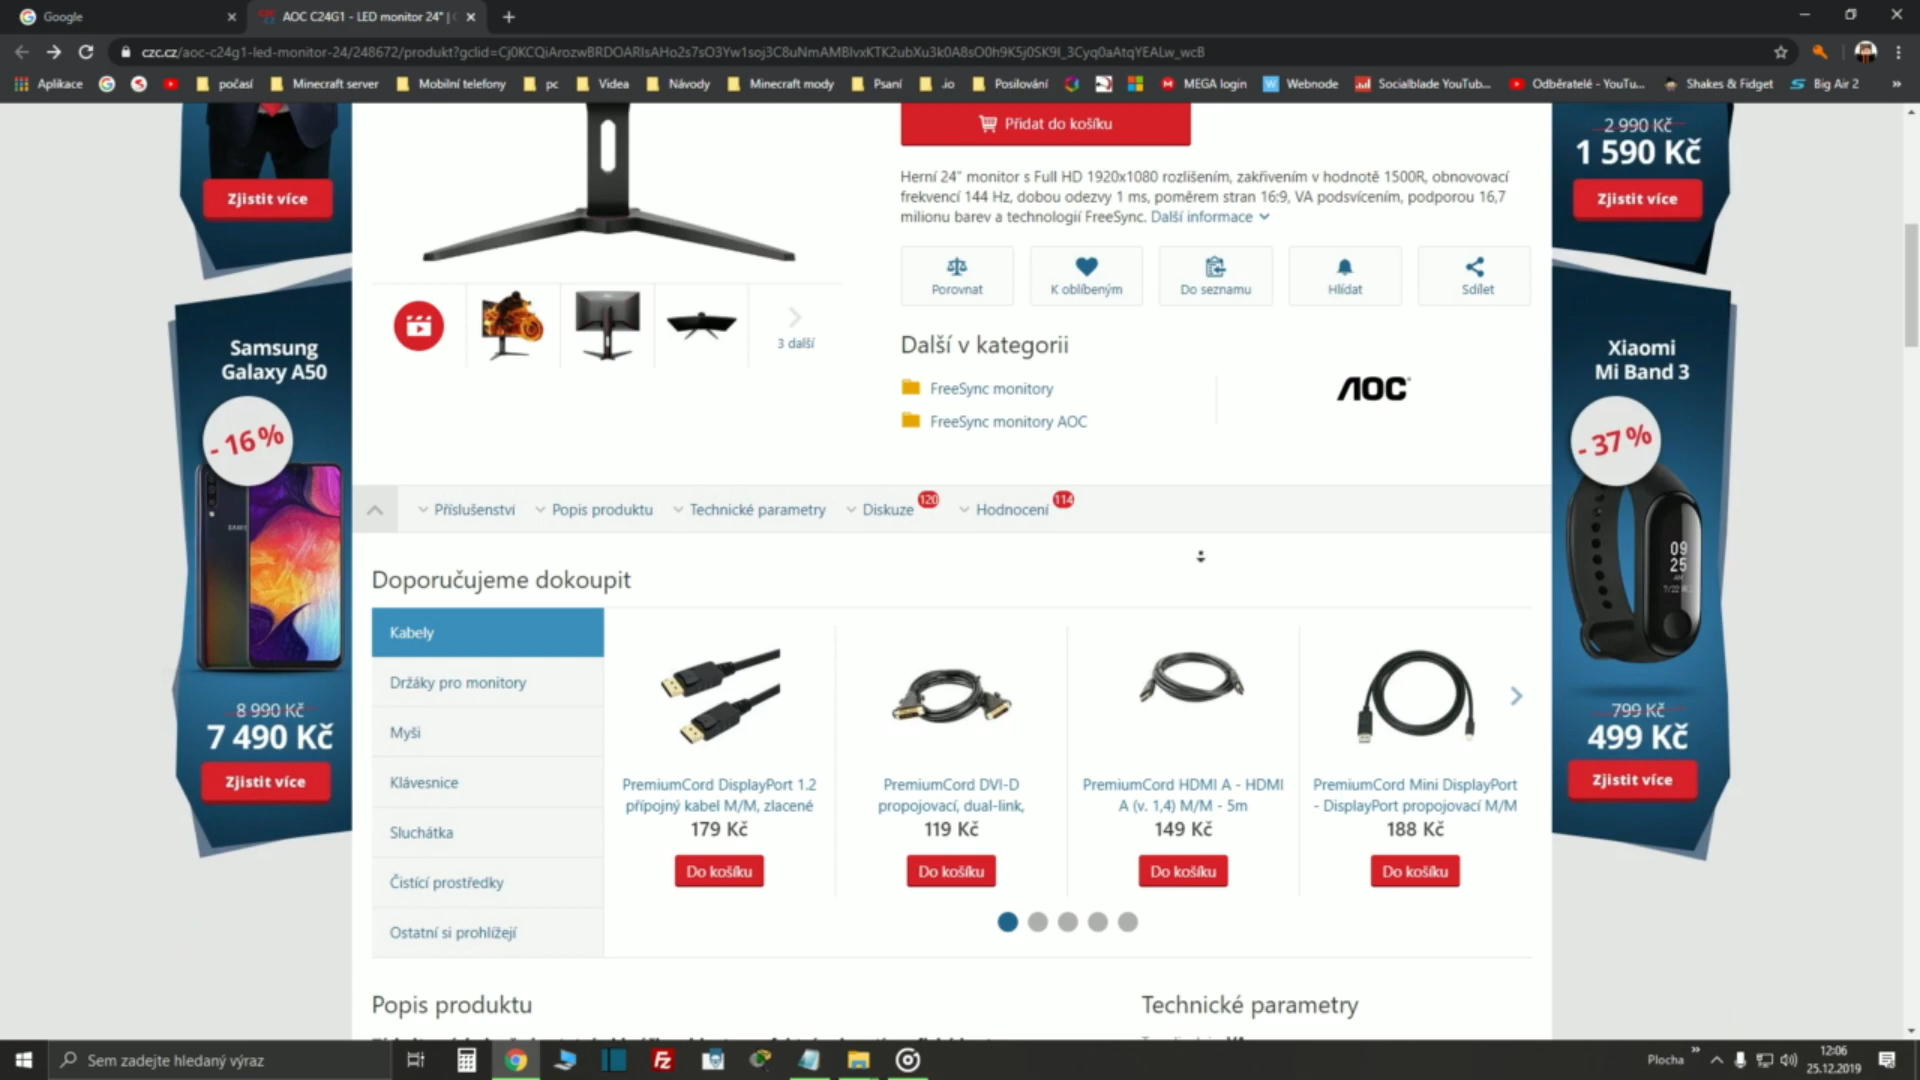 Google
AOC C24G1 - LED monitor 24" |
czc.cz/aoc-c24g1-led-monitor-24/248672/produkt?gclid=
Aplikace
počasí
Minecraft server
Mobilní telefony
pc
Videa
Návody
Minecraft mody
Psaní
.io
Posilování
MEGA login
Webnode
Socialblade YouTub...
Odběratelé - YouTu...
Shakes & Fidget
Big Air 2
»
Zjistit více
Přidat do košíku
2 990 Kč
1 590 Kč
Zjistit více
Herní 24" monitor s Full HD 1920x1080 rozlišením, zakřivením v hodnotě 1500R, obnovovací
frekvencí 144 Hz, dobou odezvy 1 ms, poměrem stran 16:9, VA podsvícením, podporou 16,7
milionu barev a technologií FreeSync. Další informace
Porovnat
K oblíbeným
Do seznamu
Hlídat
Sdílet
3 další
Další v kategorii
FreeSync monitory
FreeSync monitory AOC
AOC
Samsung
Galaxy A50
- 16 %
8 990 Kč
7 490 Kč
Zjistit více
Xiaomi
Mi Band 3
- 37 %
09
25
799 Kč
499 Kč
Zjistit více
Příslušenství
Popis produktu
Technické parametry
Diskuze 120
Hodnocení 114
Doporučujeme dokoupit
Kabely
Držáky pro monitory
Myši
Klávesnice
Sluchátka
Čistící prostředky
Ostatní si prohlížejí
PremiumCord DisplayPort 1.2
přípojný kabel M/M, zlacené
179 Kč
Do košíku
PremiumCord DVI-D
propojovací, dual-link,
119 Kč
Do košíku
PremiumCord HDMI A - HDMI
A (v. 1,4) M/M - 5m
149 Kč
Do košíku
PremiumCord Mini DisplayPort
- DisplayPort propojovací M/M
188 Kč
Do košíku
Popis produktu
Technické parametry
Sem zadejte hledaný výraz
Plocha
»
12:06
25.12.2019